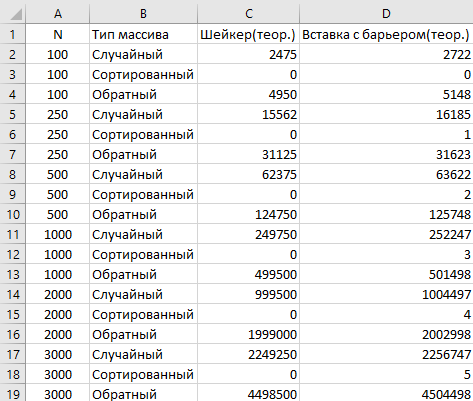 A B C D
1 N Тип массива Шейкер(теор.) Вставка с барьером(теор.)
2 100 Случайный 2475 2722
3 100 Сортированный 0 0
4 100 Обратный 4950 5148
5 250 Случайный 15562 16185
6 250 Сортированный 0 1
7 250 Обратный 31125 31623
8 500 Случайный 62375 63622
9 500 Сортированный 0 2
10 500 Обратный 124750 125748
11 1000 Случайный 249750 252247
12 1000 Сортированный 0 3
13 1000 Обратный 499500 501498
14 2000 Случайный 999500 1004497
15 2000 Сортированный 0 4
16 2000 Обратный 1999000 2002998
17 3000 Случайный 2249250 2256747
18 3000 Сортированный 0 5
19 3000 Обратный 4498500 4504498